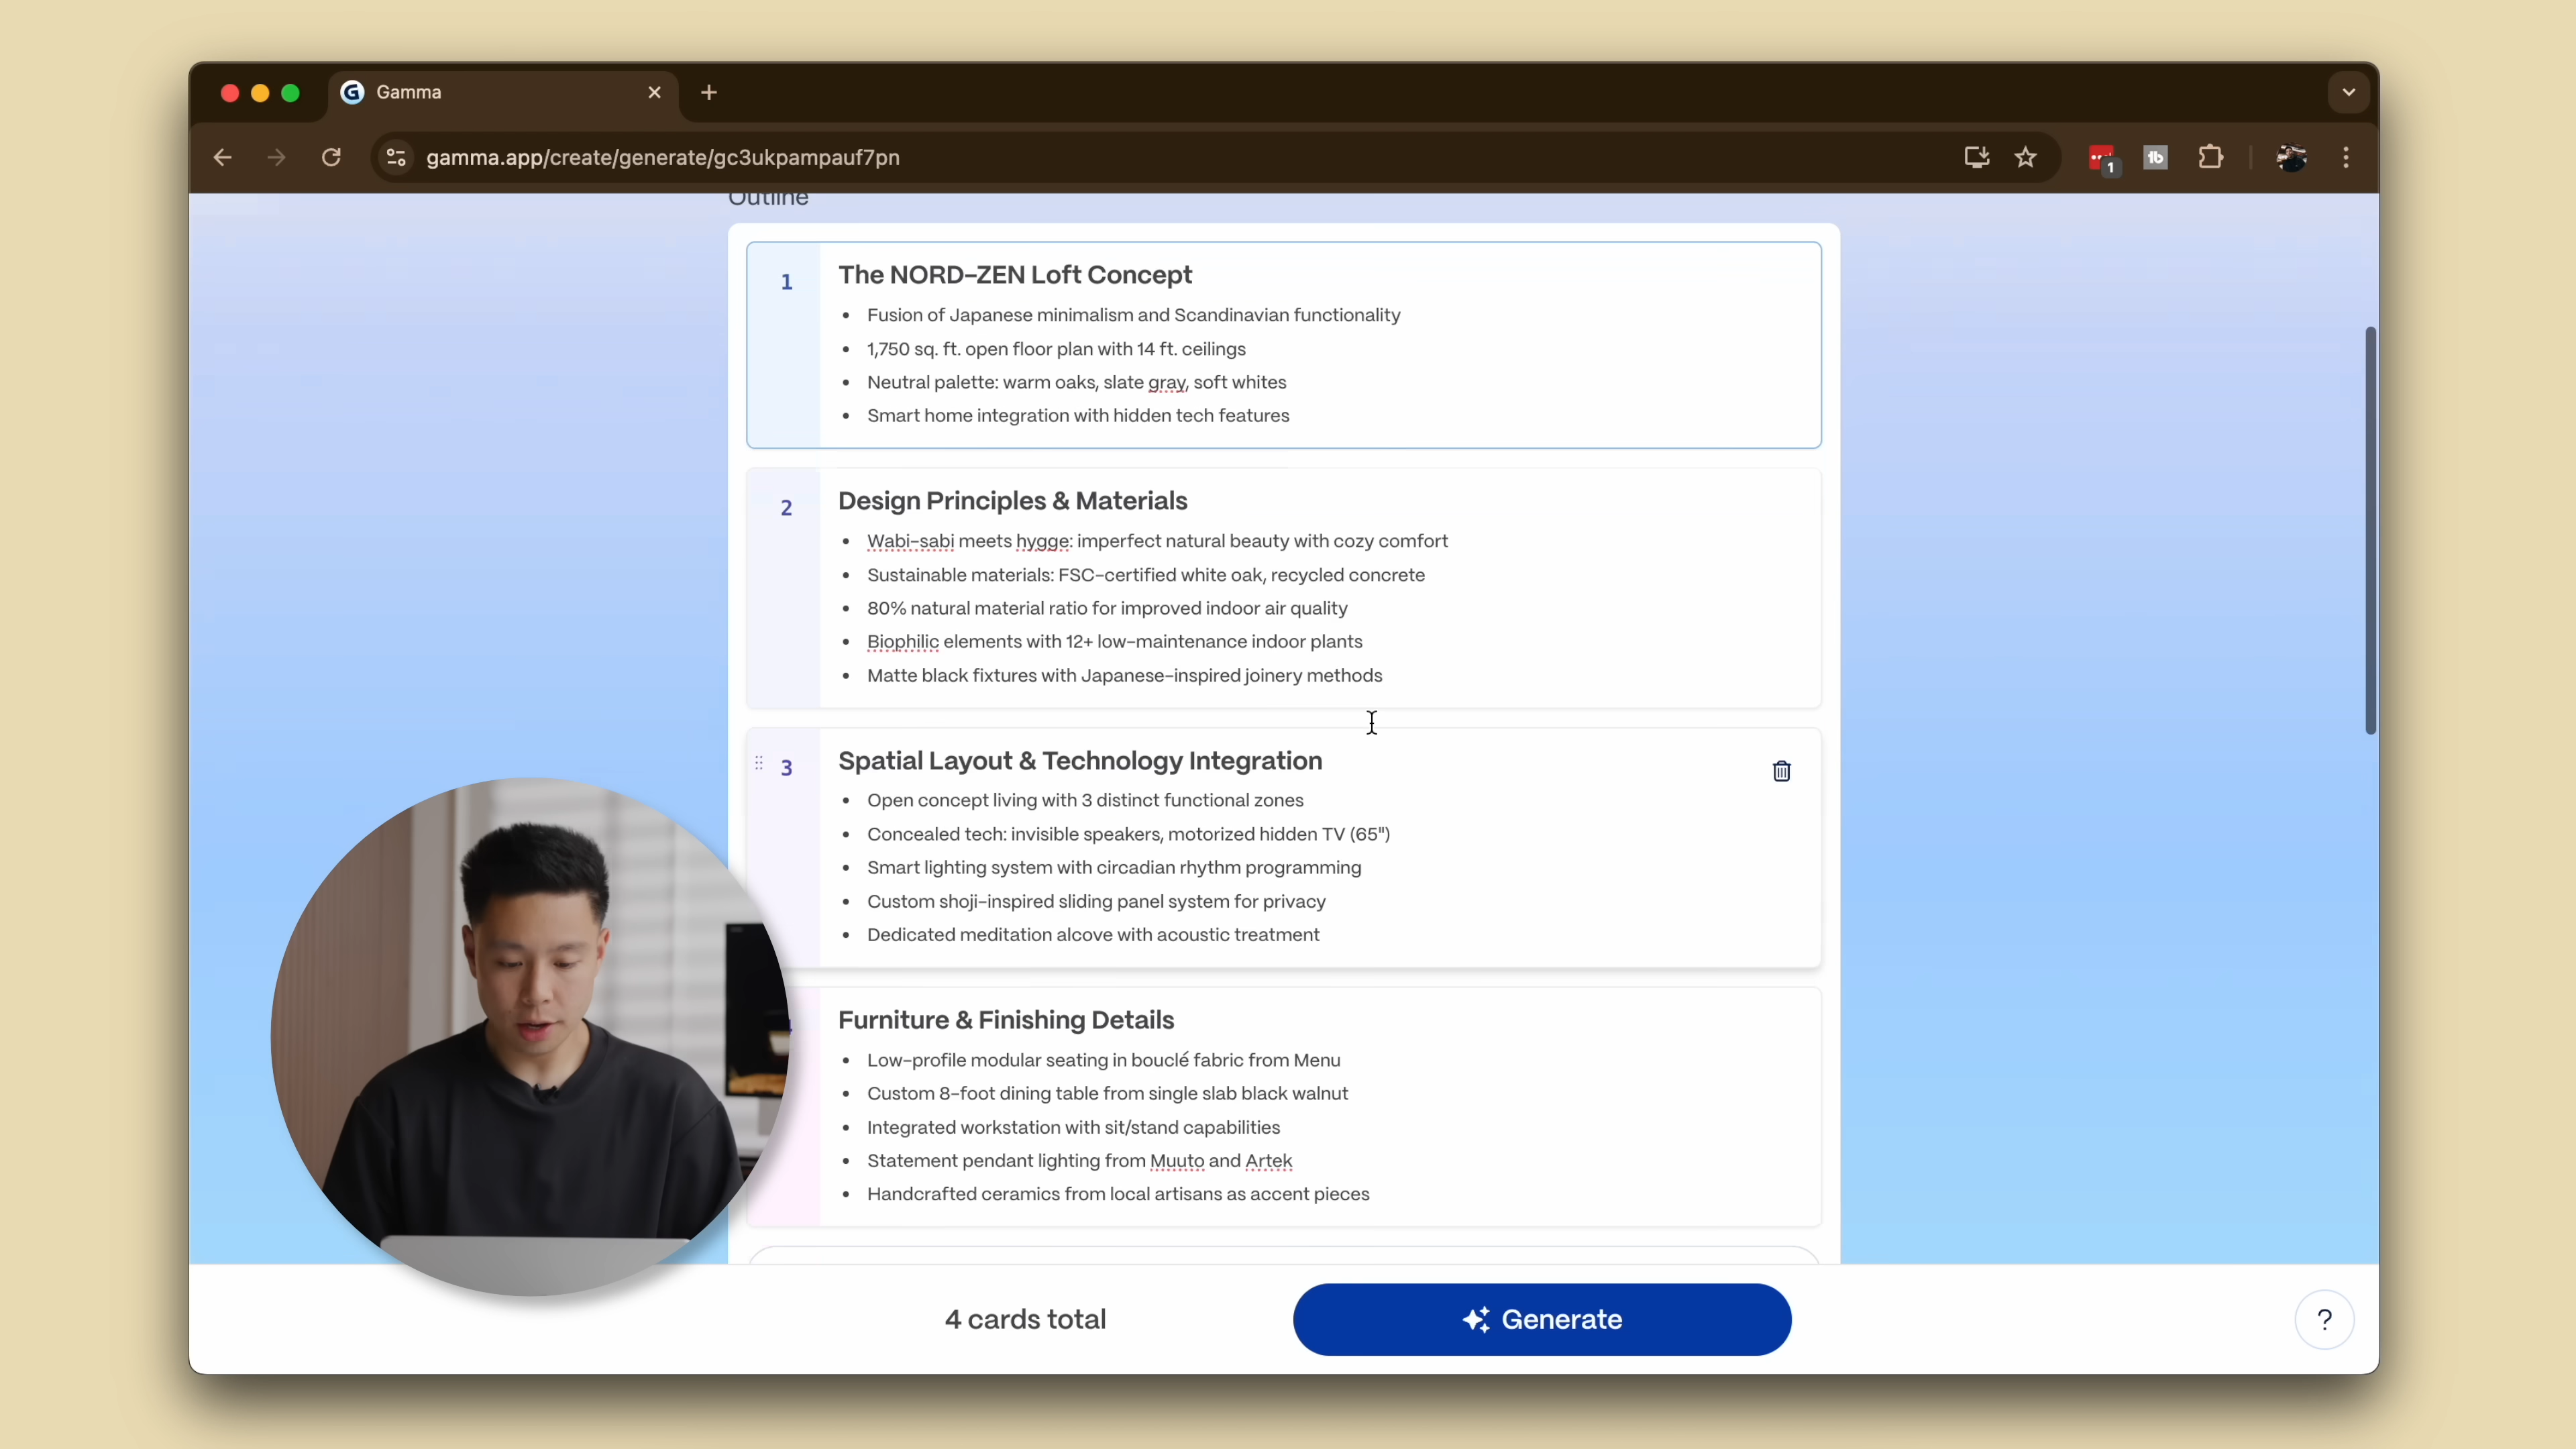 Gamma
gamma.app/create/generate/gc3ukpampauf7pn
1
Outline
1
The NORD–ZEN Loft Concept
• Fusion of Japanese minimalism and Scandinavian functionality
• 1,750 sq. ft. open floor plan with 14 ft. ceilings
• Neutral palette: warm oaks, slate gray, soft whites
• Smart home integration with hidden tech features
2
Design Principles & Materials
• Wabi–sabi meets hygge: imperfect natural beauty with cozy comfort
• Sustainable materials: FSC–certified white oak, recycled concrete
• 80% natural material ratio for improved indoor air quality
• Biophilic elements with 12+ low–maintenance indoor plants
• Matte black fixtures with Japanese–inspired joinery methods
3
Spatial Layout & Technology Integration
• Open concept living with 3 distinct functional zones
• Concealed tech: invisible speakers, motorized hidden TV (65")
• Smart lighting system with circadian rhythm programming
• Custom shoji–inspired sliding panel system for privacy
• Dedicated meditation alcove with acoustic treatment
Furniture & Finishing Details
• Low–profile modular seating in bouclé fabric from Menu
• Custom 8–foot dining table from single slab black walnut
• Integrated workstation with sit/stand capabilities
• Statement pendant lighting from Muuto and Artek
• Handcrafted ceramics from local artisans as accent pieces
4 cards total
Generate
?